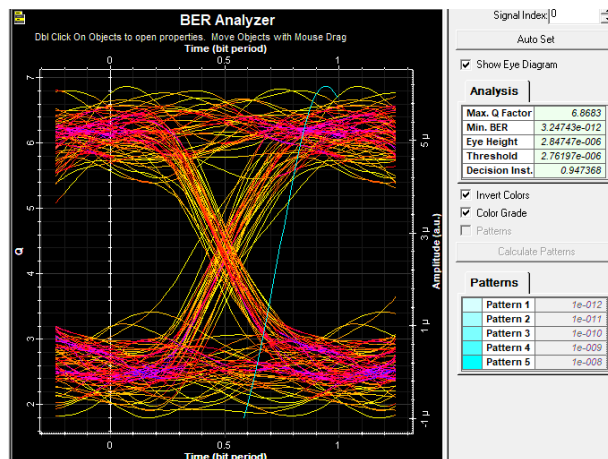 BER Analyzer
Dbl Click On Objects to open properties. Move Objects with Mouse Drag
Time (bit period)
0 0.5 1
Q
2 3 4 5 6 7
Amplitude (a.u.)
-1 µ 1 µ 3 µ 5 µ
0 0.5 1
Time (bit period)
Signal Index: 0
Auto Set
Show Eye Diagram
Analysis
Max. Q Factor 6.8683
Min. BER 3.24743e-012
Eye Height 2.84747e-006
Threshold 2.76197e-006
Decision Inst. 0.947368
Invert Colors
Color Grade
Patterns
Calculate Patterns
Patterns
Pattern 1 1e-012
Pattern 2 1e-011
Pattern 3 1e-010
Pattern 4 1e-009
Pattern 5 1e-008